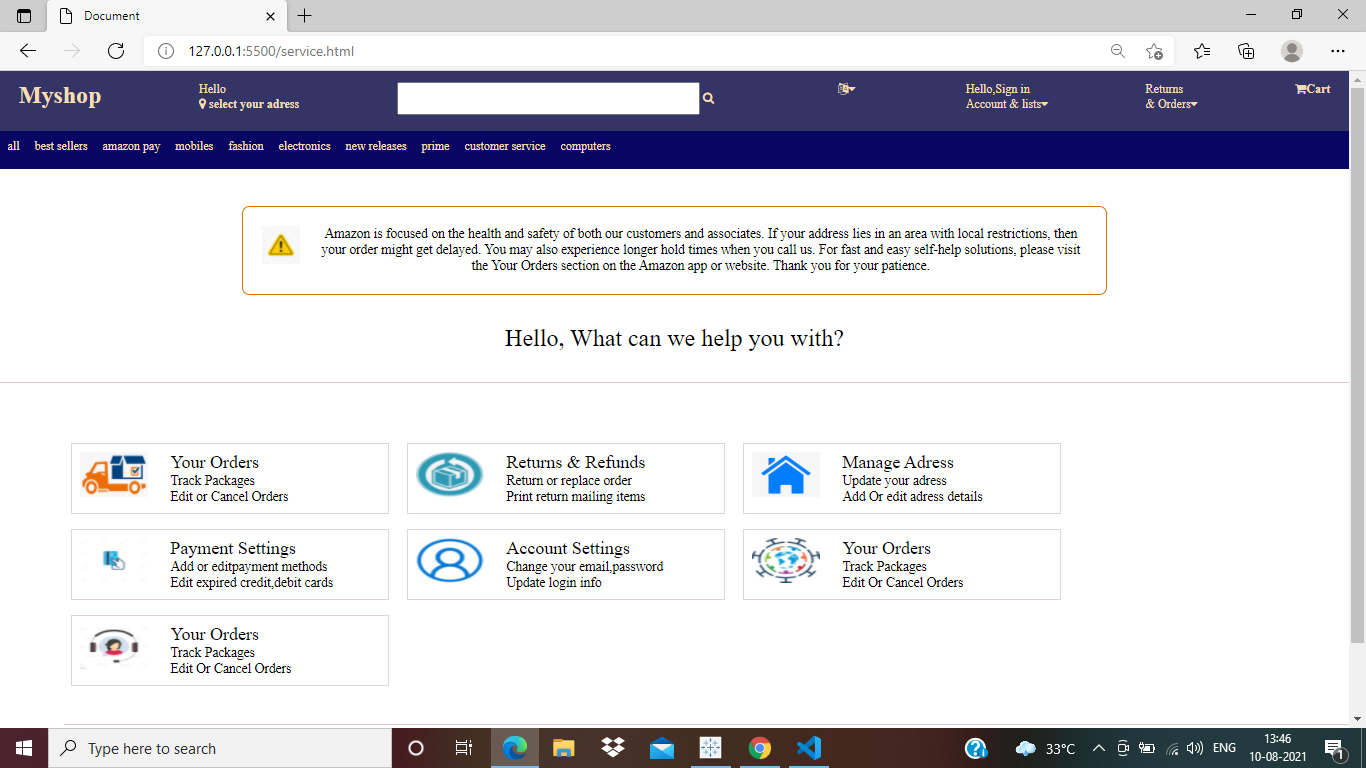 Document
127.0.0.1:5500/service.html
Myshop
Hello
select your adress
Hello,Sign in
Account & lists
Returns
& Orders
Cart
all best sellers amazon pay mobiles fashion electronics new releases prime customer service computers
Amazon is focused on the health and safety of both our customers and associates. If your address lies in an area with local restrictions, then
your order might get delayed. You may also experience longer hold times when you call us. For fast and easy self-help solutions, please visit
the Your Orders section on the Amazon app or website. Thank you for your patience.
Hello, What can we help you with?
Your Orders
Track Packages
Edit or Cancel Orders
Returns & Refunds
Return or replace order
Print return mailing items
Manage Adress
Update your adress
Add Or edit adress details
Payment Settings
Add or editpayment methods
Edit expired credit,debit cards
Account Settings
Change your email,password
Update login info
Your Orders
Track Packages
Edit Or Cancel Orders
Your Orders
Track Packages
Edit Or Cancel Orders
Type here to search
33°C
ENG
13:46
10-08-2021
1